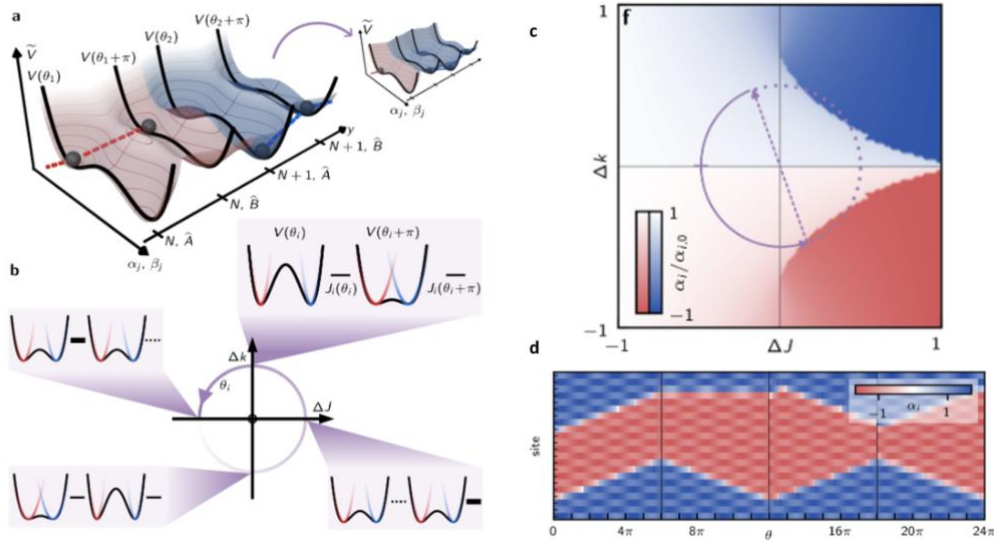 a
Ṽ
V(θ₁)
V(θ₁+π)
V(θ₂)
V(θ₂+π)
αⱼ, βⱼ
y
N+1, B̂
N+1, Â
N, B̂
N, Â
αⱼ, βⱼ
b
V(θᵢ)
V(θᵢ+π)
Jᵢ(θᵢ)
Jᵢ(θᵢ+π)
Δk
θᵢ
ΔJ
c
f
1
Δk
1
αᵢ/αᵢ,₀
−1
−1
−1
ΔJ
1
d
−1
αᵢ
1
site
0
4π
8π
θ
16π
20π
24π